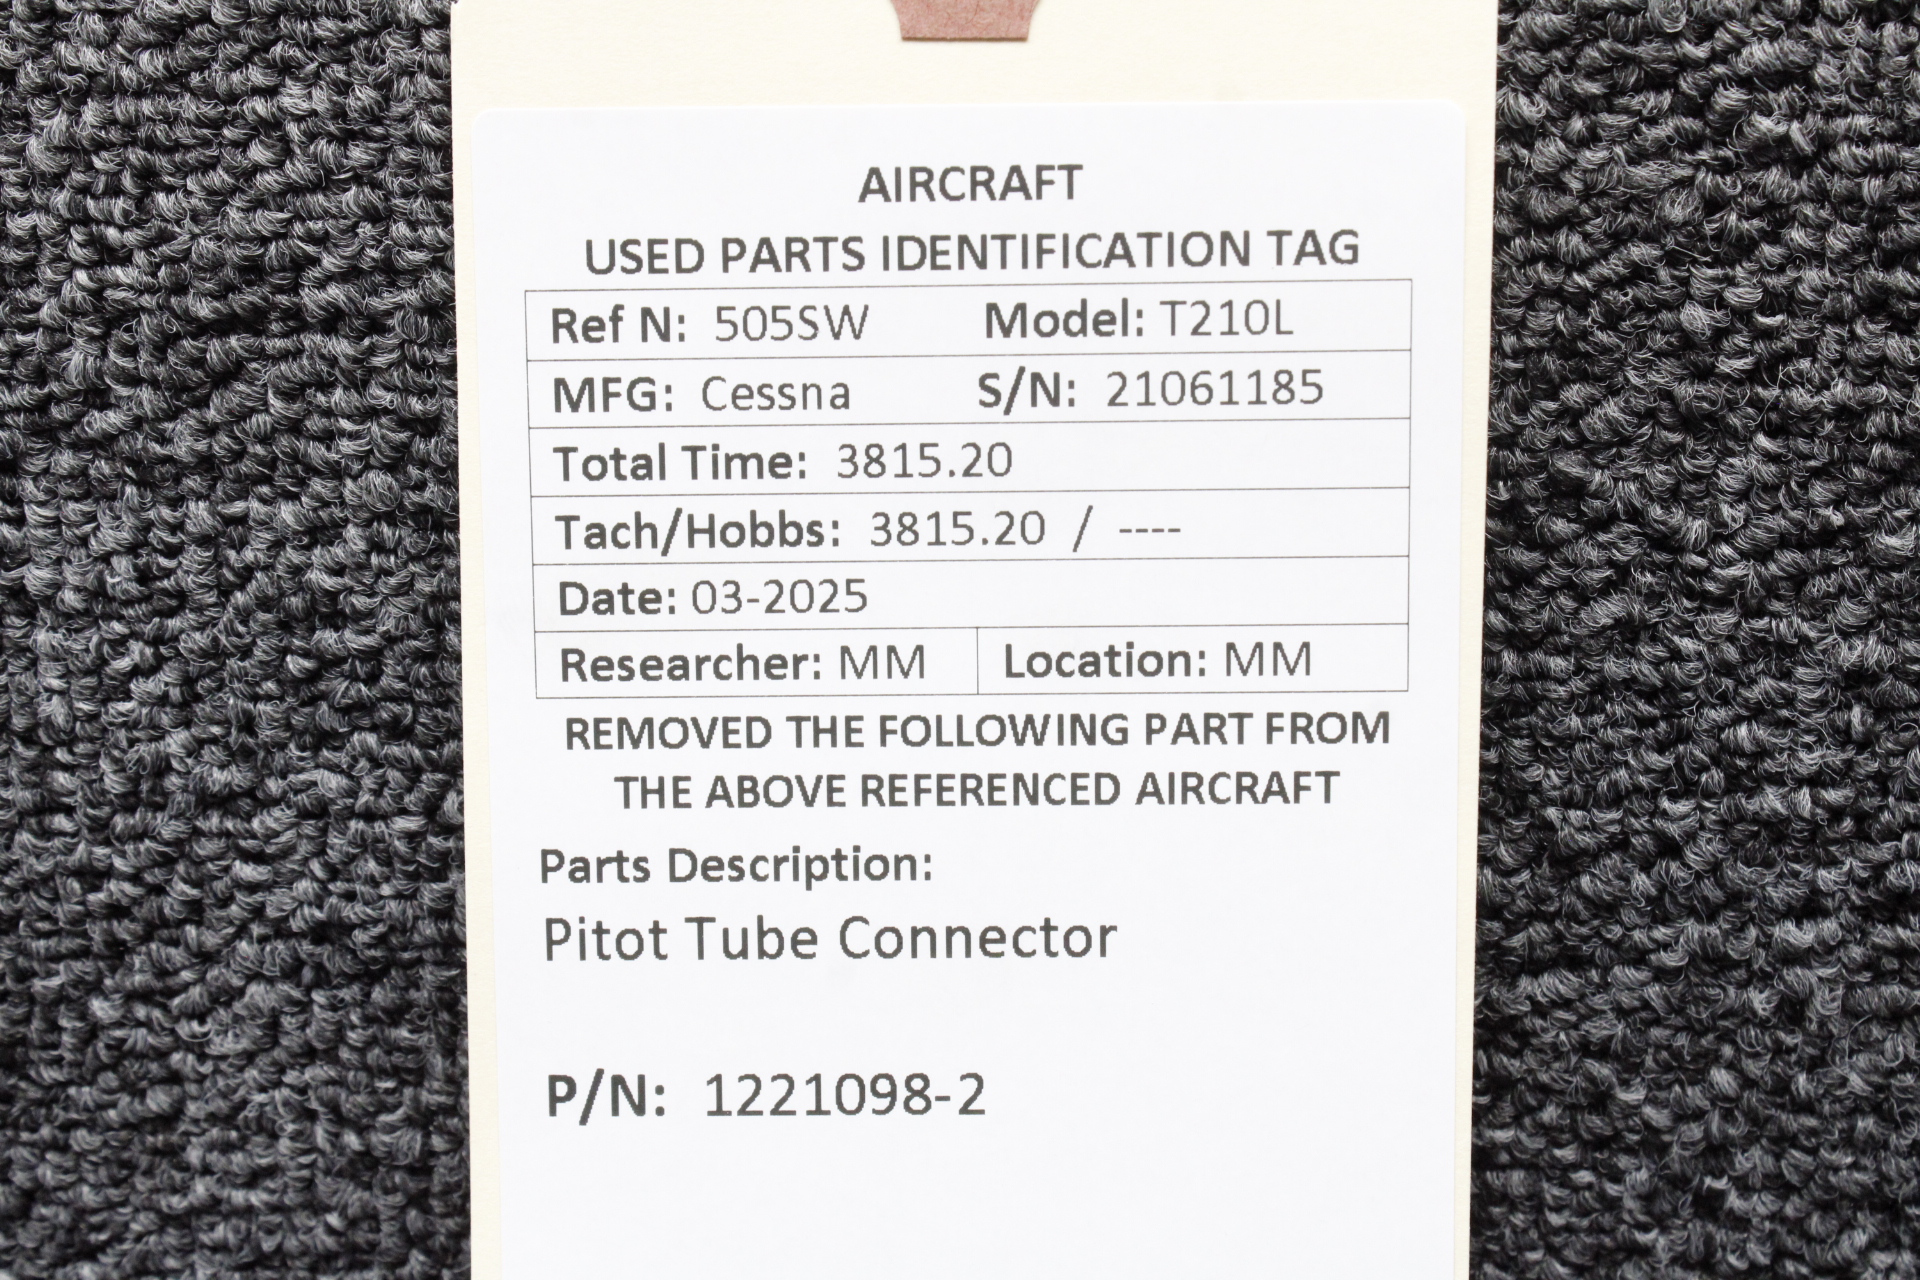 AIRCRAFT
USED PARTS IDENTIFICATION TAG
Ref N: 505SW Model: T210L
MFG: Cessna S/N: 21061185
Total Time: 3815.20
Tach/Hobbs: 3815.20 / ----
Date: 03-2025
Researcher: MM Location: MM
REMOVED THE FOLLOWING PART FROM
THE ABOVE REFERENCED AIRCRAFT
Parts Description:
Pitot Tube Connector
P/N: 1221098-2